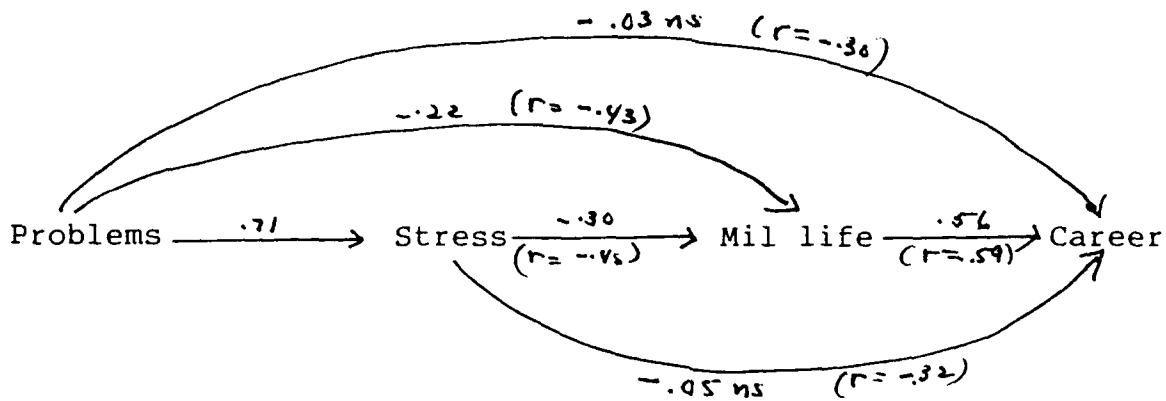 -.03 ns (r=-.30)
-.22 (r= -.43)
.71 -.30 .56
Problems Stress Mil life Career
(r= -.45) (r=.59)
-.05 ns (r= -.32)